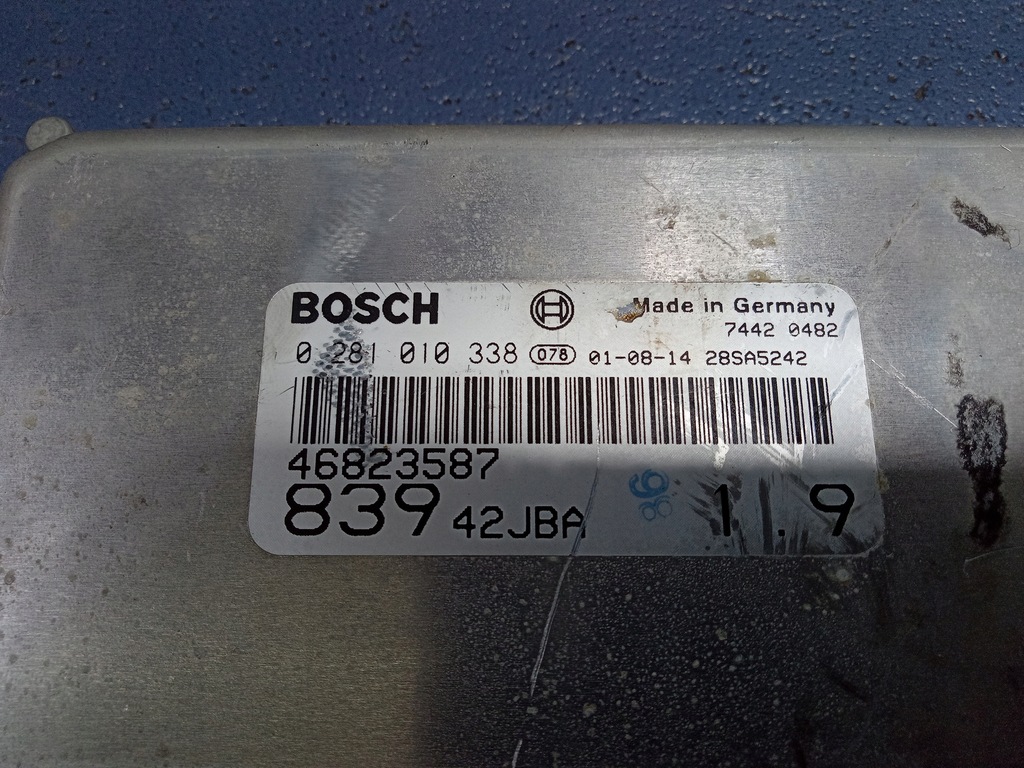 BOSCH Made in Germany
7442 0482
0 281 010 338 078 01-08-14 28SA5242
46823587
839 42JBA 1.9